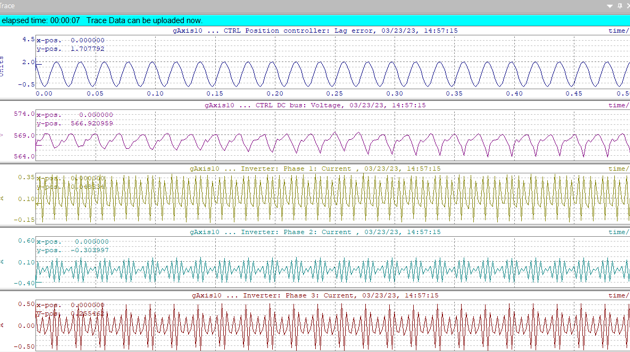 Trace
elapsed time: 00:00:07 Trace Data can be uploaded now.
gAxis10 ... CTRL Position controller: Lag error, 03/23/23, 14:57:15 time/
4.5 x-pos. 0.000000
y-pos. 1.707792
2.0
Units
-0.5
0.00 0.05 0.10 0.15 0.20 0.25 0.30 0.35 0.40 0.45 0.5
gAxis10 ... CTRL DC bus: Voltage, 03/23/23, 14:57:15 time/
574.0 x-pos. 0.000000
y-pos. 566.920959
569.0
564.0
gAxis10 ... Inverter: Phase 1: Current , 03/23/23, 14:57:15 time/
0.35 x-pos. 0.000000
y-pos.
0.10
-0.15
gAxis10 ... Inverter: Phase 2: Current , 03/23/23, 14:57:15 time/
0.60 x-pos. 0.000000
y-pos. -0.303997
0.10
-0.40
gAxis10 ... Inverter: Phase 3: Current, 03/23/23, 14:57:15 time/
0.50 x-pos. 0.000000
y-pos. 0.255462
0.00
-0.50